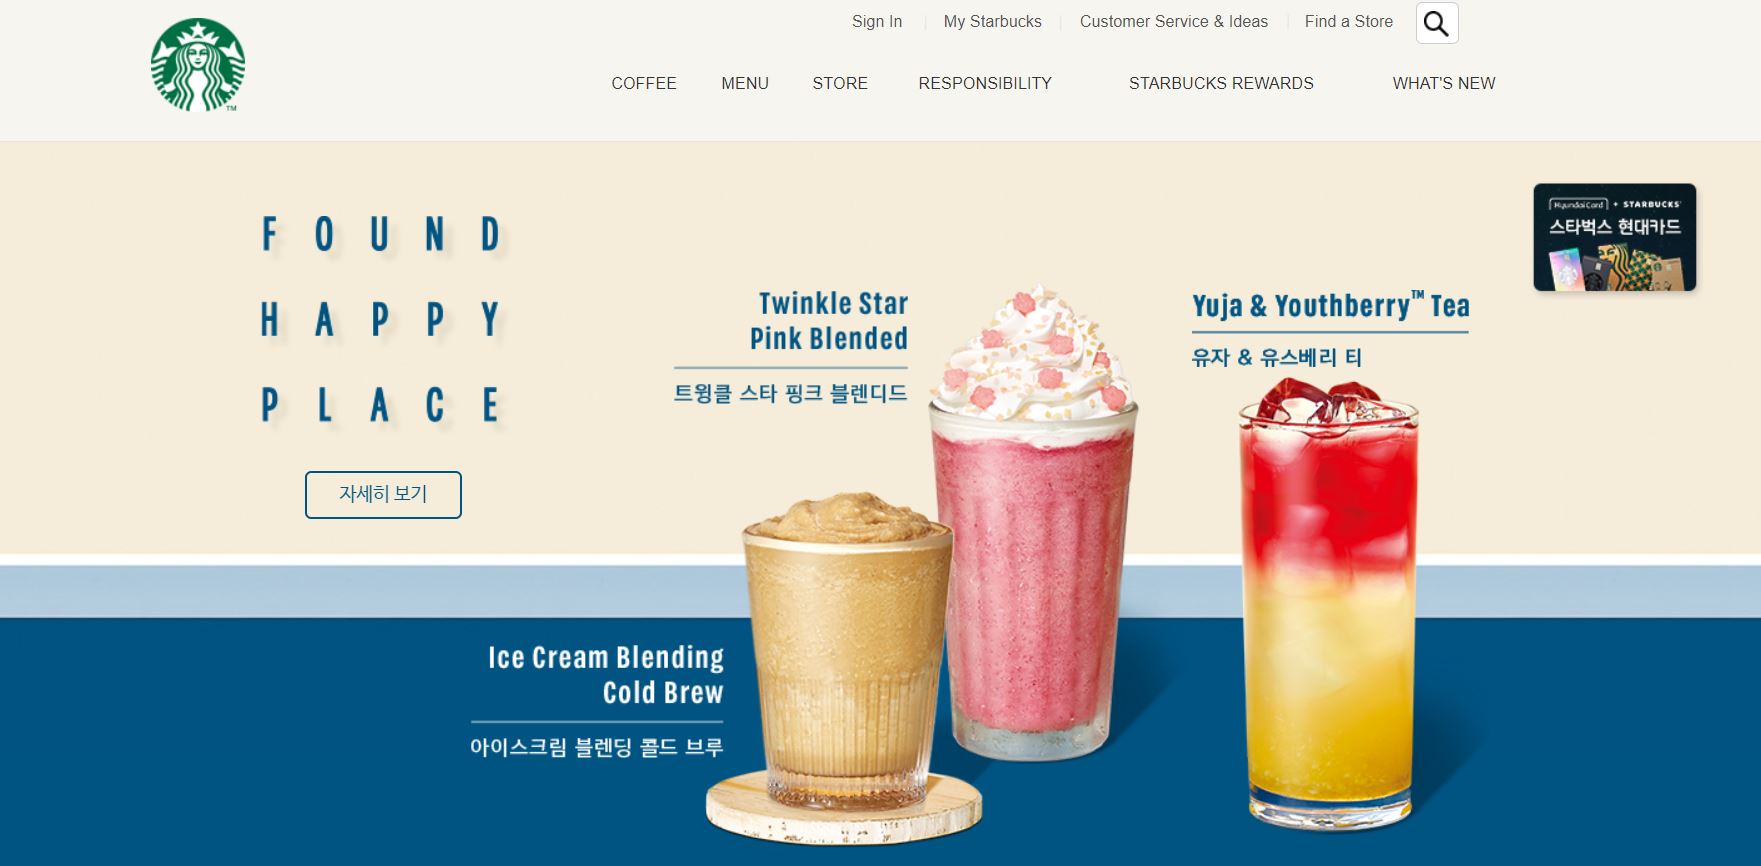 Sign In
My Starbucks
Customer Service & Ideas
Find a Store
TM
COFFEE
MENU
STORE
RESPONSIBILITY
STARBUCKS REWARDS
WHAT'S NEW
FOUND
HAPPY
PLACE
자세히 보기
Twinkle Star
Pink Blended
트윙클 스타 핑크 블렌디드
Yuja & Youthberry™ Tea
유자 & 유스베리 티
HyundaiCard + STARBUCKS
스타벅스 현대카드
Ice Cream Blending
Cold Brew
아이스크림 블렌딩 콜드 브루